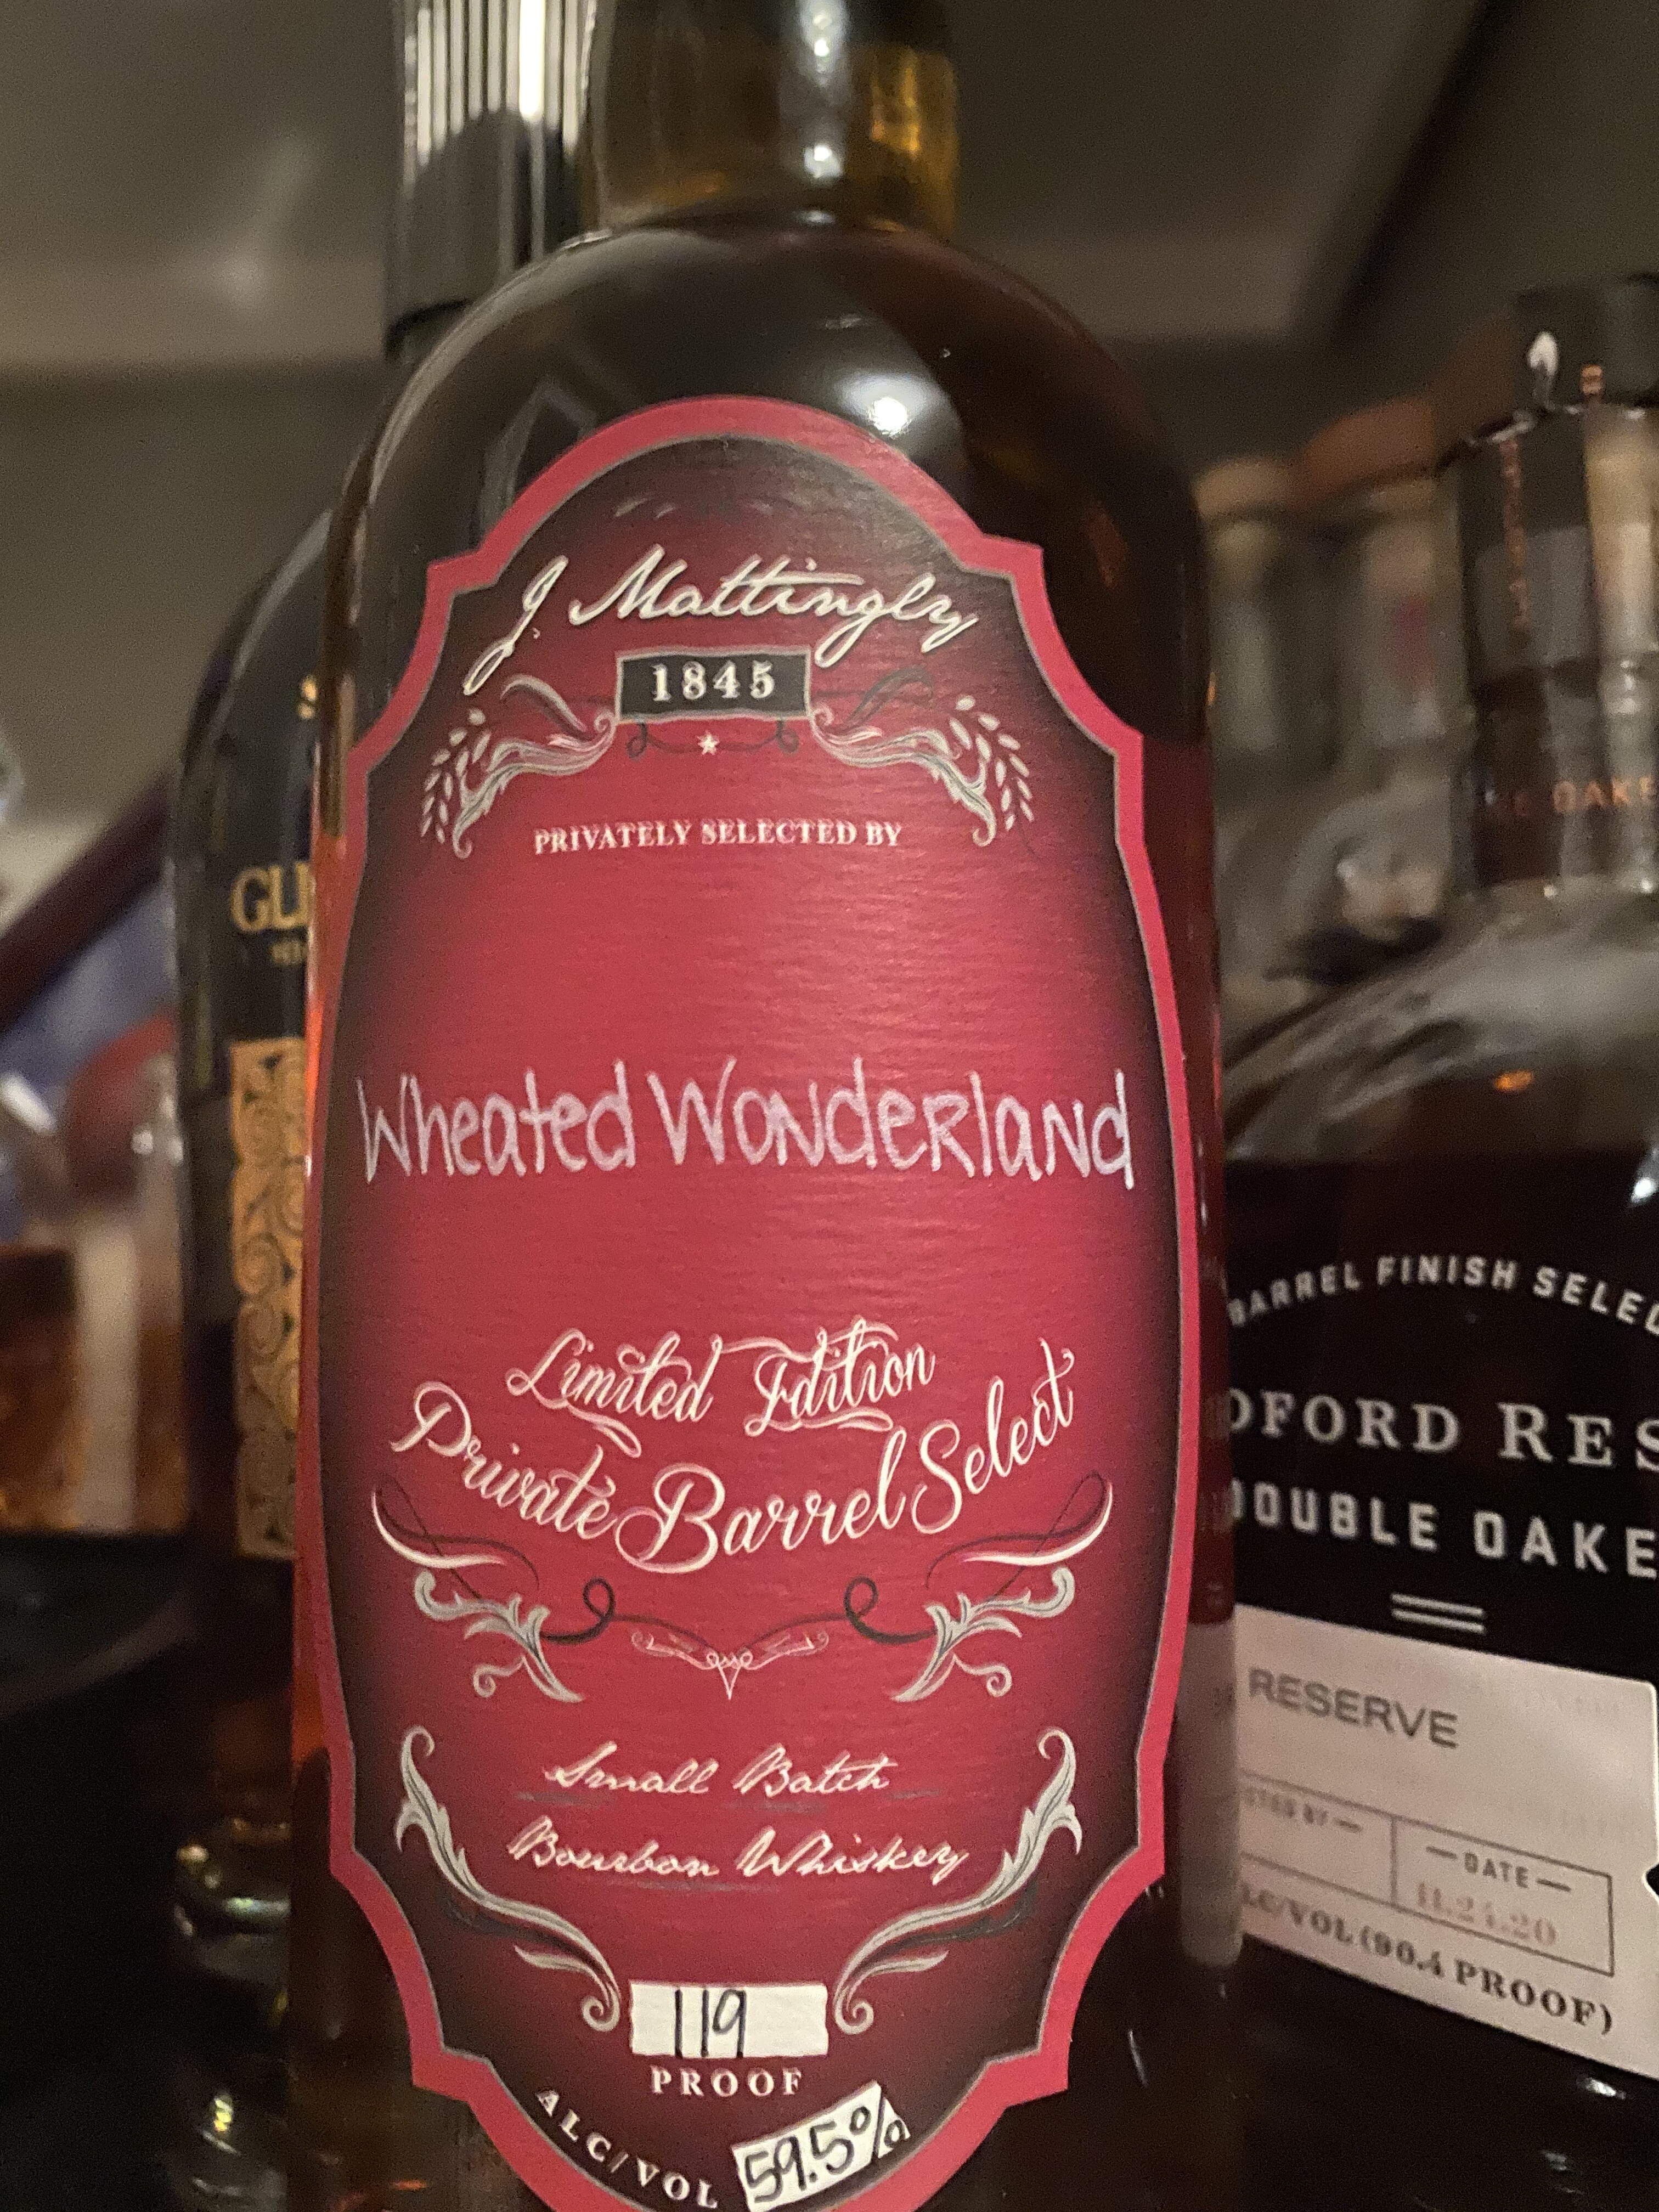 J. Mattingly
1845
PRIVATELY SELECTED BY
Wheated Wonderland
Limited Edition
Private Barrel Select
Small Batch
Bourbon Whiskey
119
PROOF
ALC/VOL 59.5%
OAKE
BARREL FINISH SELEC
DFORD RES
DOUBLE OAKE
RESERVE
DATE
11.24.20
LC/VOL (90.4 PROOF)